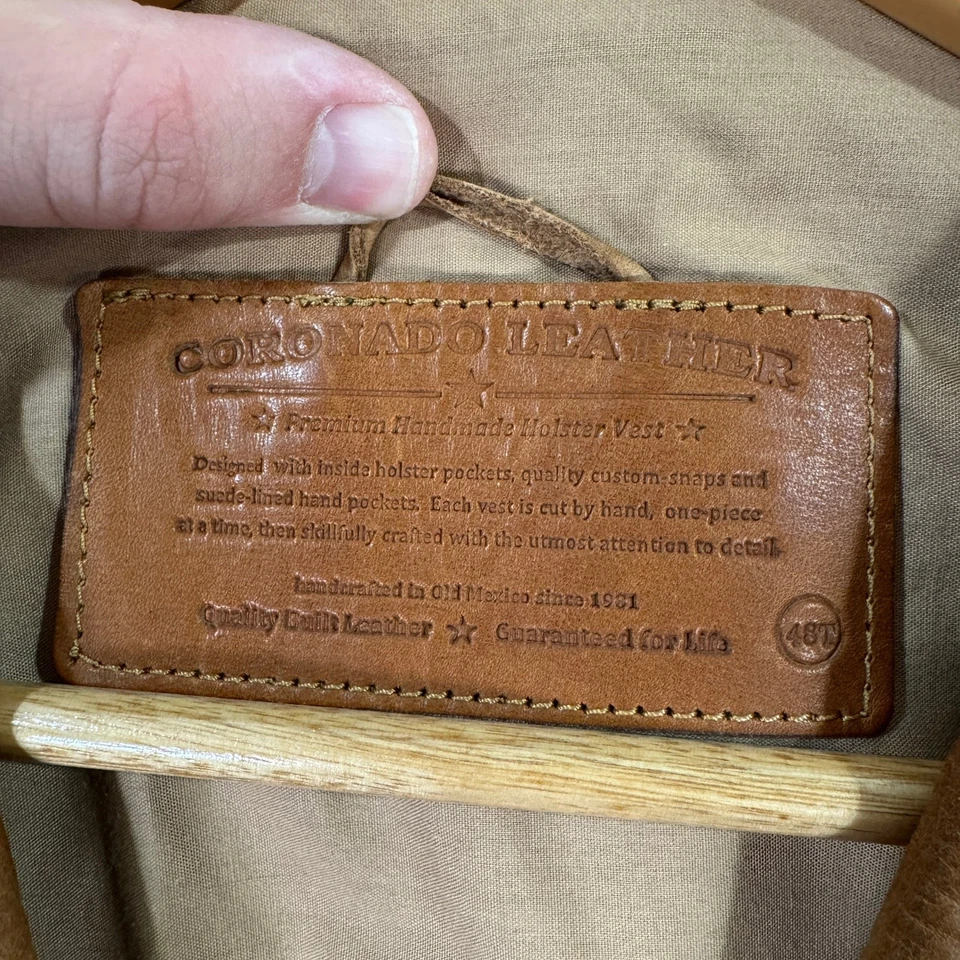 CORONADO LEATHER
Premium Handmade Holster Vest
Designed with inside holster pockets, quality custom-snaps and
suede-lined hand pockets. Each vest is cut by hand, one-piece
at a time, then skillfully crafted with the utmost attention to detail.
handcrafted in Old Mexico since 1981
Quality Built Leather ★ Guaranteed for Life
48T